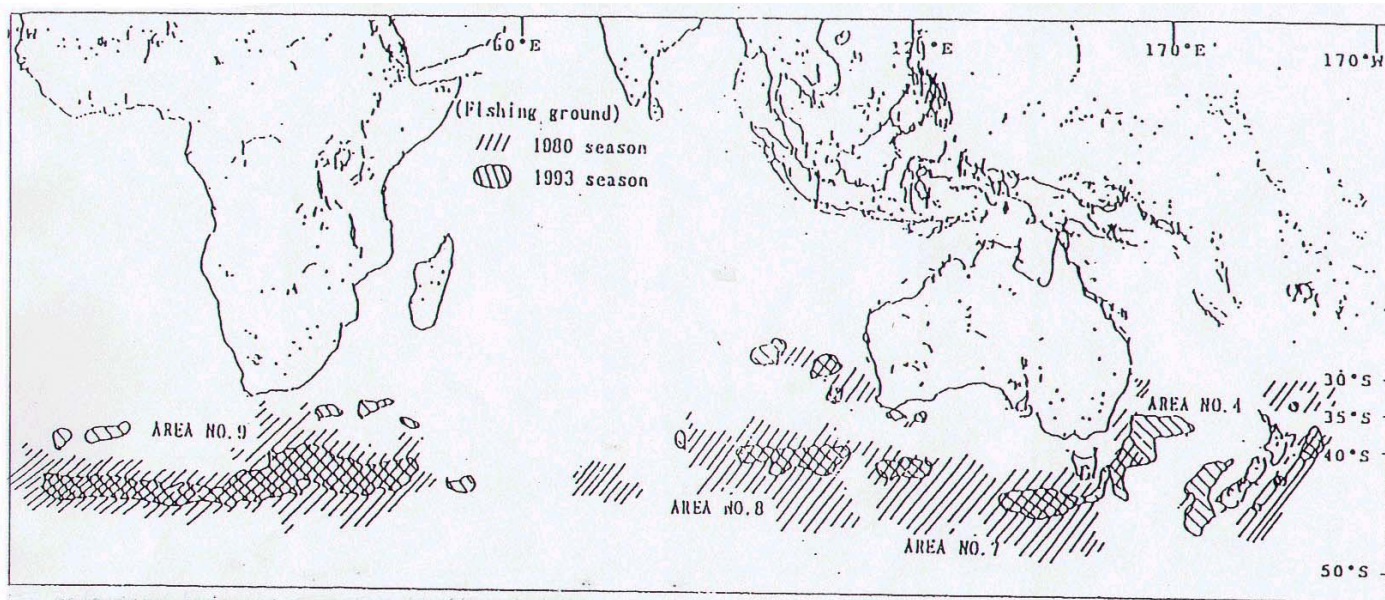 60°E
120°E
170°E
170°W
(Fishing ground)
1080 season
1993 season
30°S
AREA NO.4
35°S
AREA NO.9
40°S
AREA NO.8
AREA NO.7
50°S